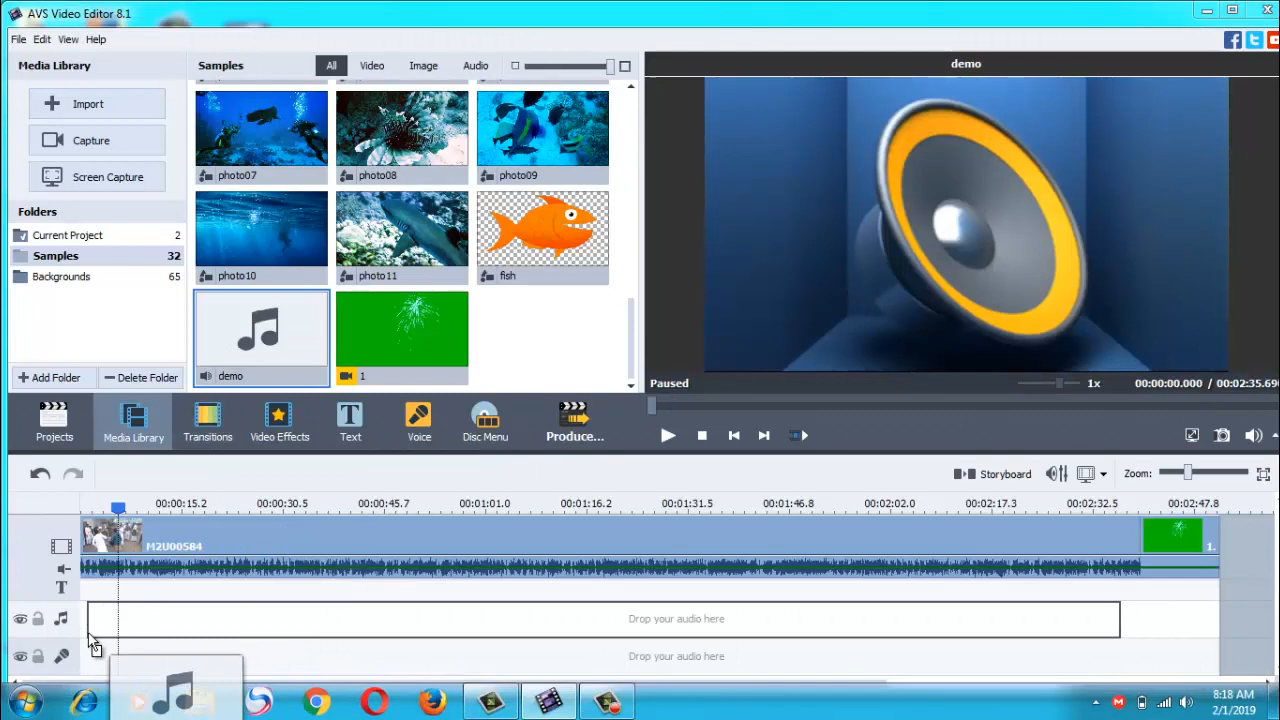 AVS Video Editor 8.1
File Edit View Help
Media Library
Import
Capture
Screen Capture
Folders
Current Project 2
Samples 32
Backgrounds 65
Add Folder Delete Folder
Samples All Video Image Audio
photo07 photo08 photo09
photo10 photo11 fish
demo 1
demo
Paused 1x 00:00:00.000 / 00:02:35.69
Projects Media Library Transitions Video Effects Text Voice Disc Menu Produce...
Storyboard Zoom:
00:00:15.2 00:00:30.5 00:00:45.7 00:01:01.0 00:01:16.2 00:01:31.5 00:01:46.8 00:02:02.0 00:02:17.3 00:02:32.5 00:02:47.8
M2U00584 1.
T
Drop your audio here
Drop your audio here
8:18 AM
2/1/2019